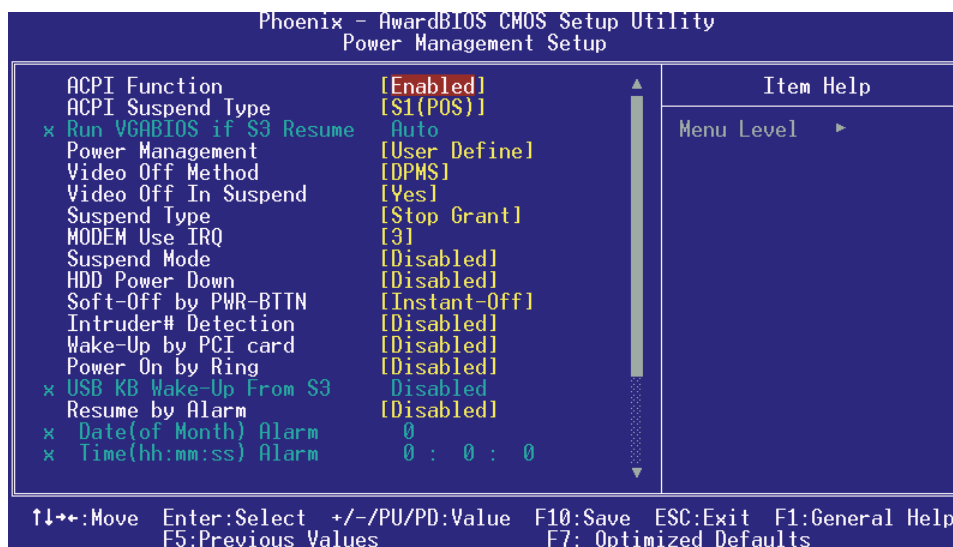 Phoenix - AwardBIOS CMOS Setup Utility
Power Management Setup
ACPI Function [Enabled]
ACPI Suspend Type [S1(POS)]
x Run VGABIOS if S3 Resume Auto
Power Management [User Define]
Video Off Method [DPMS]
Video Off In Suspend [Yes]
Suspend Type [Stop Grant]
MODEM Use IRQ [3]
Suspend Mode [Disabled]
HDD Power Down [Disabled]
Soft-Off by PWR-BTTN [Instant-Off]
Intruder# Detection [Disabled]
Wake-Up by PCI card [Disabled]
Power On by Ring [Disabled]
x USB KB Wake-Up From S3 Disabled
Resume by Alarm [Disabled]
x Date(of Month) Alarm 0
x Time(hh:mm:ss) Alarm 0 : 0 : 0
Item Help
Menu Level ►
↑↓→←:Move Enter:Select +/-/PU/PD:Value F10:Save ESC:Exit F1:General Help
F5:Previous Values F7: Optimized Defaults